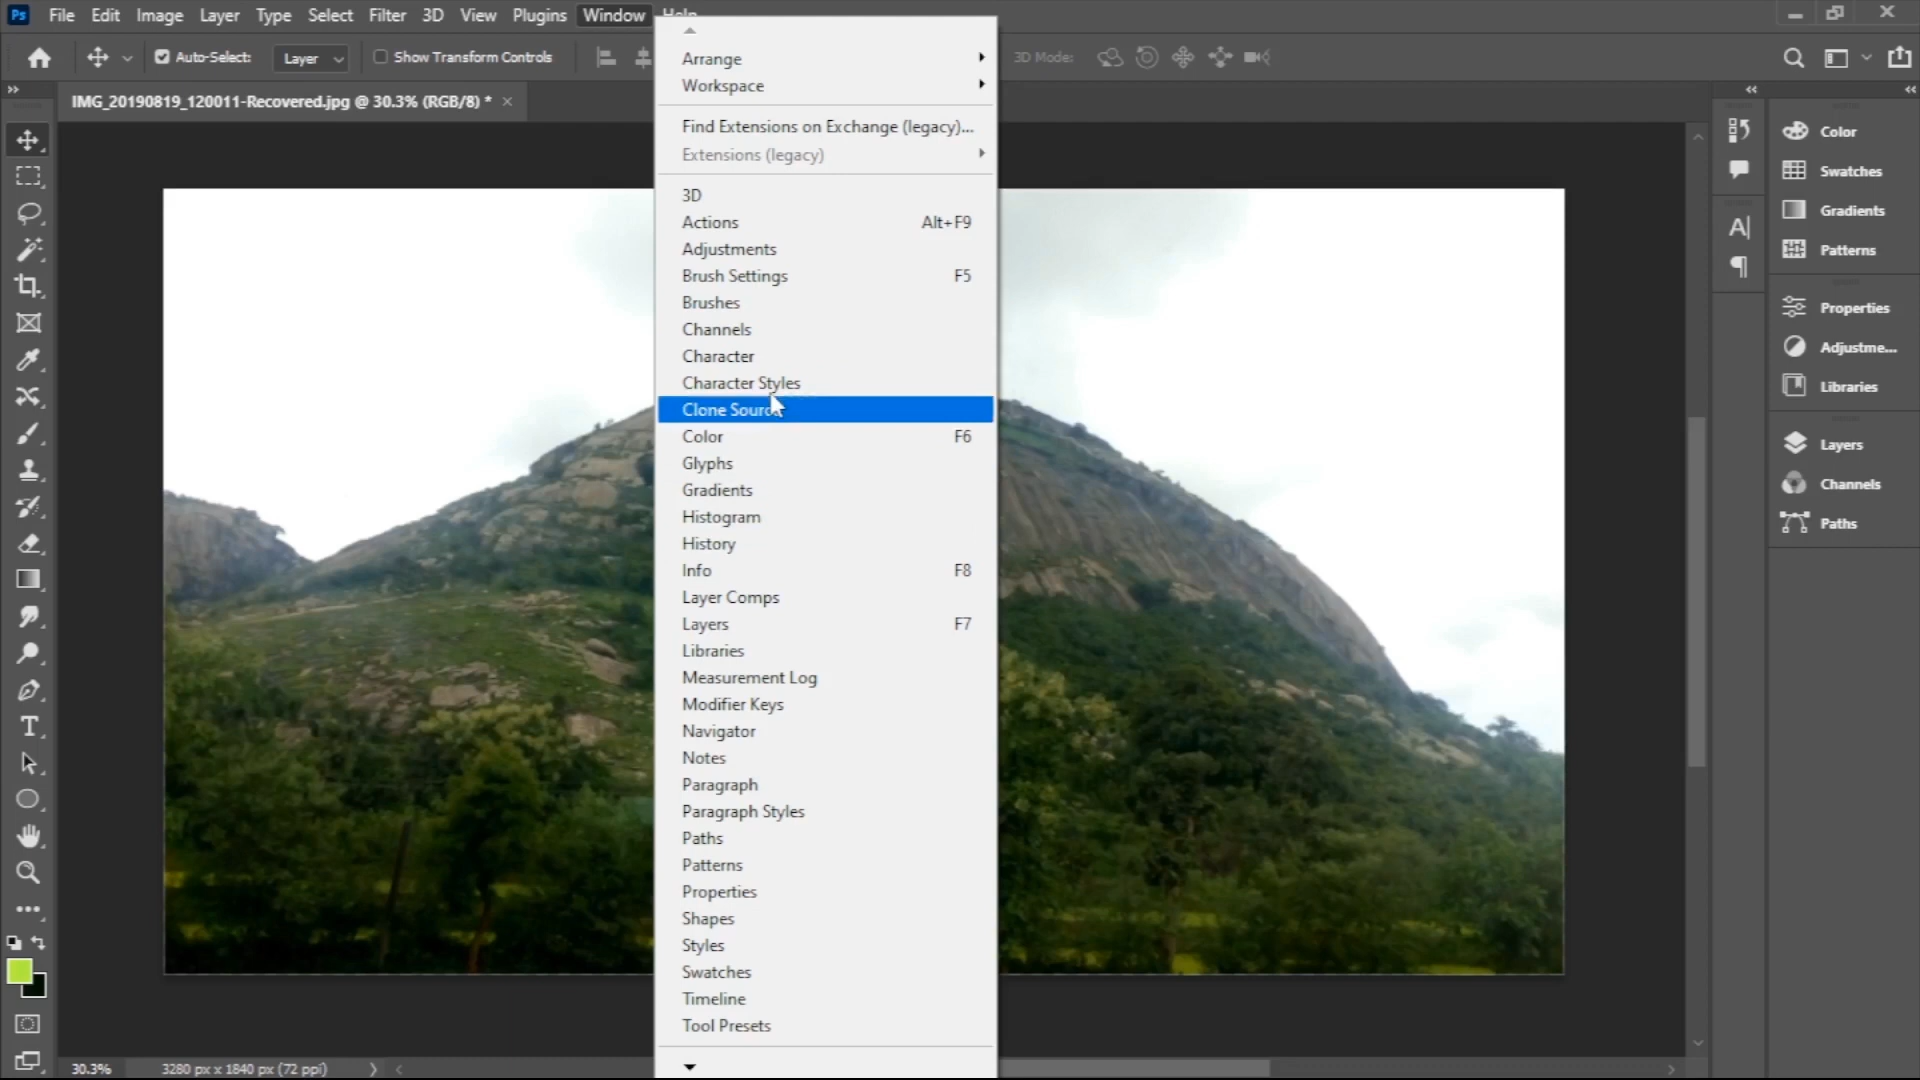 Ps File Edit Image Layer Type Select Filter 3D View Plugins Window Help
Auto-Select: Layer Show Transform Controls 3D Mode:
IMG_20190819_120011-Recovered.jpg @ 30.3% (RGB/8) *
Arrange
Workspace
Find Extensions on Exchange (legacy)...
Extensions (legacy)
3D
Actions Alt+F9
Adjustments
Brush Settings F5
Brushes
Channels
Character
Character Styles
Clone Source
Color F6
Glyphs
Gradients
Histogram
History
Info F8
Layer Comps
Layers F7
Libraries
Measurement Log
Modifier Keys
Navigator
Notes
Paragraph
Paragraph Styles
Paths
Patterns
Properties
Shapes
Styles
Swatches
Timeline
Tool Presets
Color
Swatches
Gradients
Patterns
Properties
Adjustme...
Libraries
Layers
Channels
Paths
30.3% 3280 px x 1840 px (72 ppi)